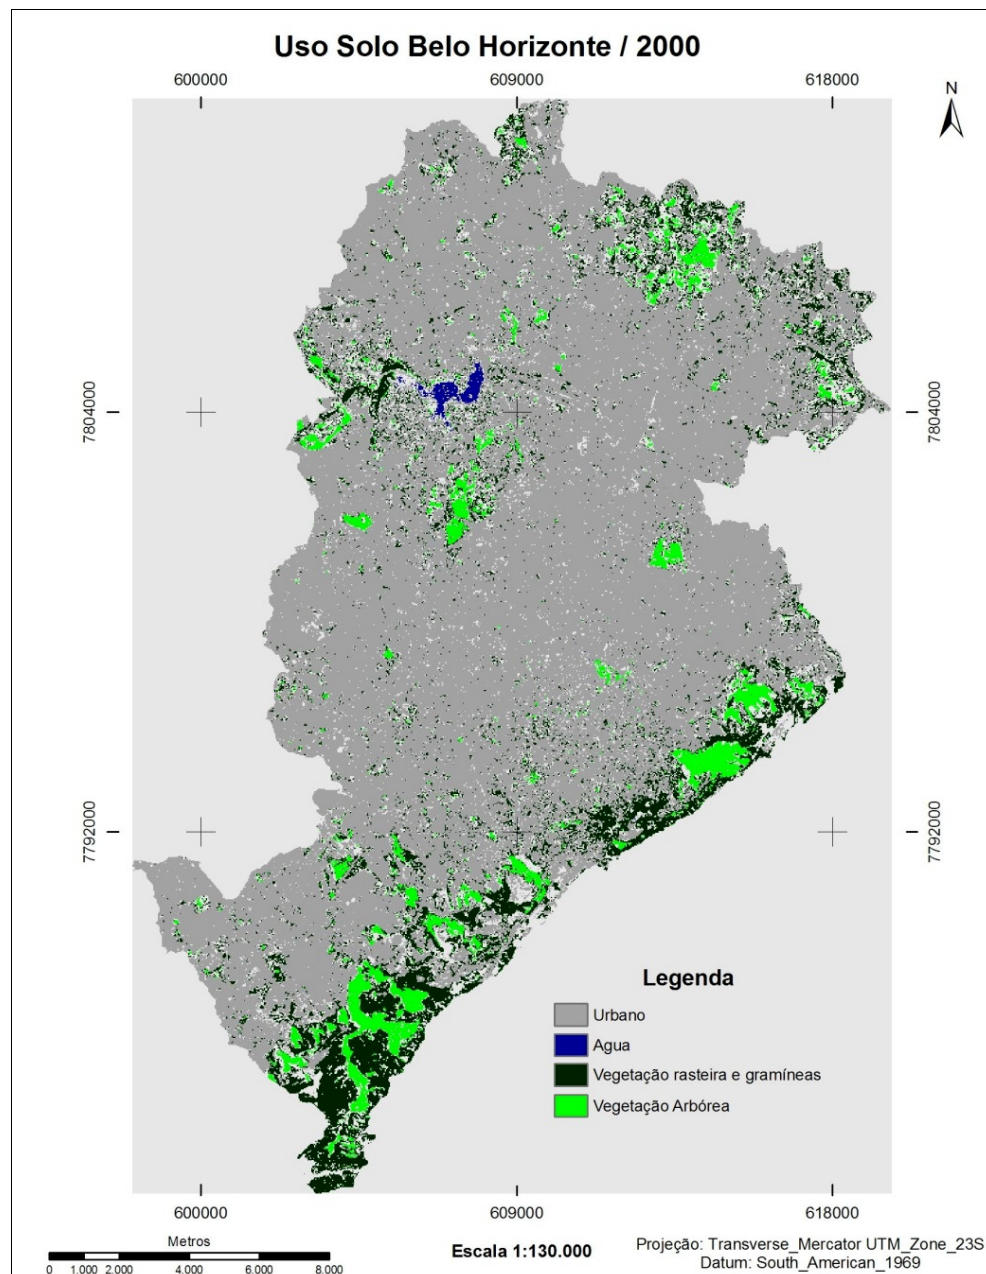 Uso Solo Belo Horizonte / 2000
600000 609000 618000
N
7804000 7804000
7792000 7792000
Legenda
Urbano
Agua
Vegetação rasteira e gramíneas
Vegetação Arbórea
600000 609000 618000
Metros
0 1.000 2.000 4.000 6.000 8.000
Escala 1:130.000
Projeção: Transverse_Mercator UTM_Zone_23S
Datum: South_American_1969